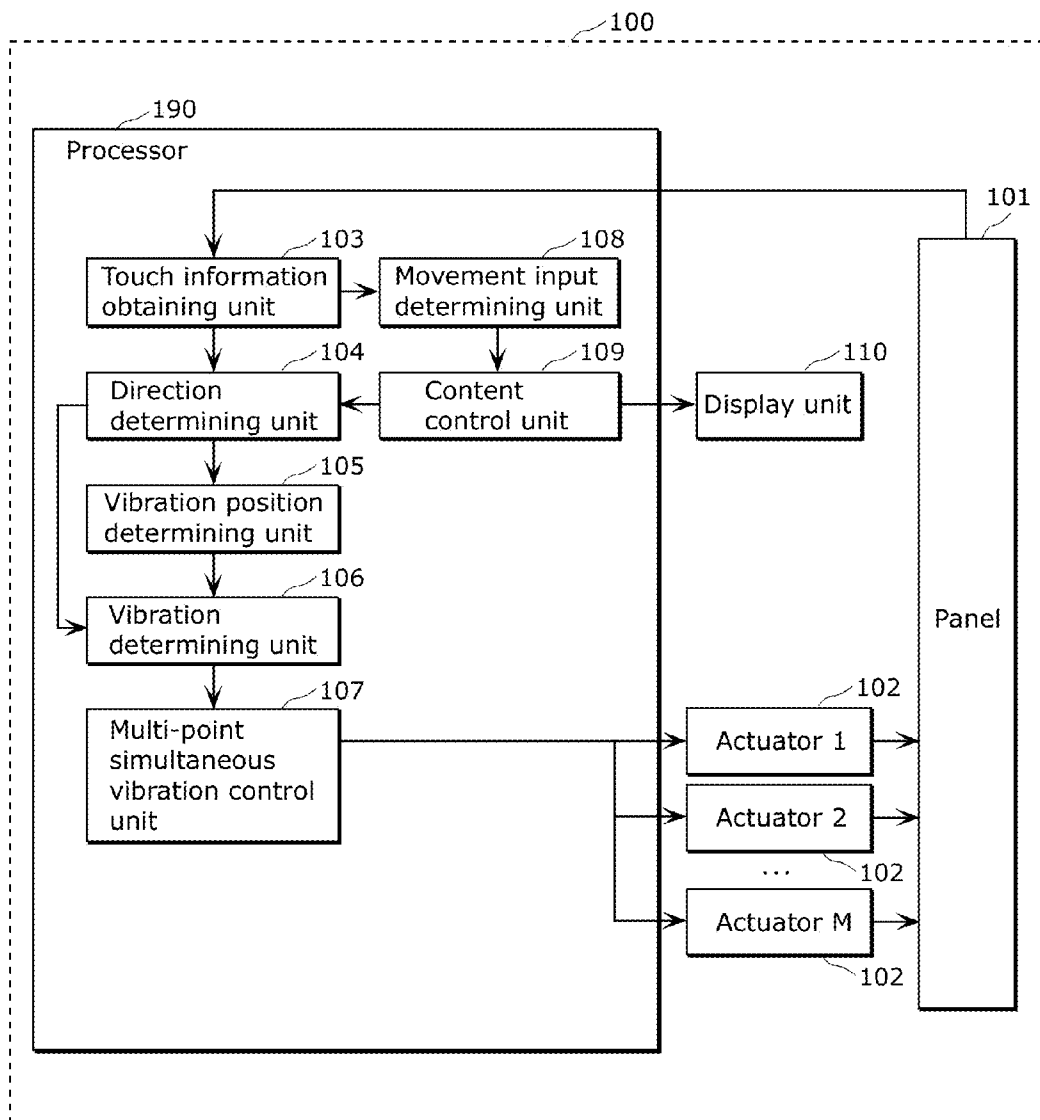 100
190
Processor
101
103
108
Touch information
obtaining unit
Movement input
determining unit
104
109
110
Direction
determining unit
Content
control unit
Display unit
105
Vibration position
determining unit
106
Vibration
determining unit
Panel
107
102
Multi-point
simultaneous
vibration control
unit
Actuator 1
Actuator 2
102
...
Actuator M
102